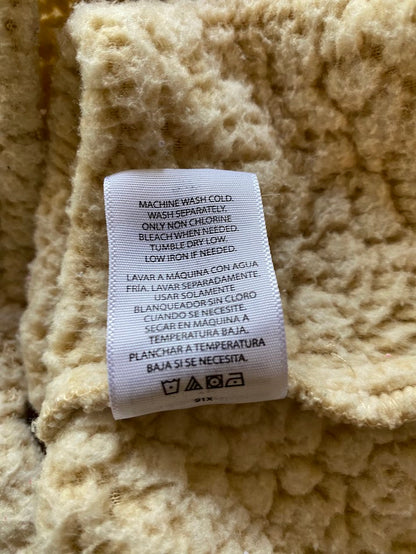 MACHINE WASH COLD.
WASH SEPARATELY.
ONLY NON CHLORINE
BLEACH WHEN NEEDED.
TUMBLE DRY LOW.
LOW IRON IF NEEDED.
LAVAR A MÁQUINA CON AGUA
FRÍA. LAVAR SEPARADAMENTE.
USAR SOLAMENTE
BLANQUEADOR SIN CLORO
CUANDO SE NECESITE.
SECAR EN MÁQUINA A
TEMPERATURA BAJA.
PLANCHAR A TEMPERATURA
BAJA SI SE NECESITA.
91X